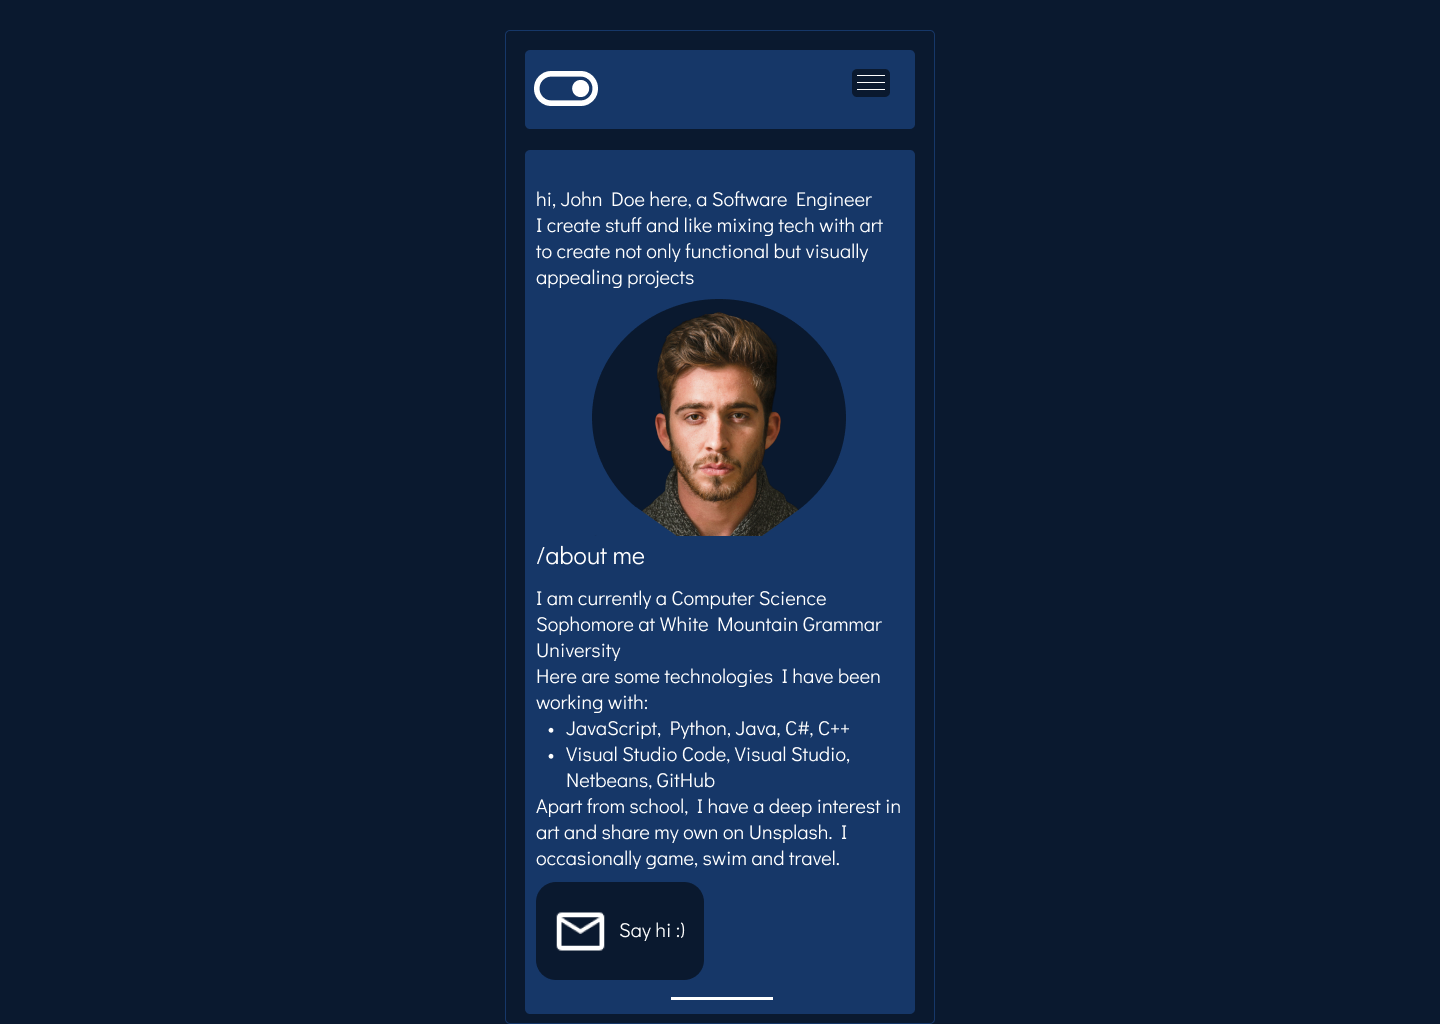 hi, John Doe here, a Software Engineer
I create stuff and like mixing tech with art
to create not only functional but visually
appealing projects
/about me
I am currently a Computer Science
Sophomore at White Mountain Grammar
University
Here are some technologies I have been
working with:
• JavaScript, Python, Java, C#, C++
• Visual Studio Code, Visual Studio,
Netbeans, GitHub
Apart from school, I have a deep interest in
art and share my own on Unsplash. I
occasionally game, swim and travel.
Say hi :)